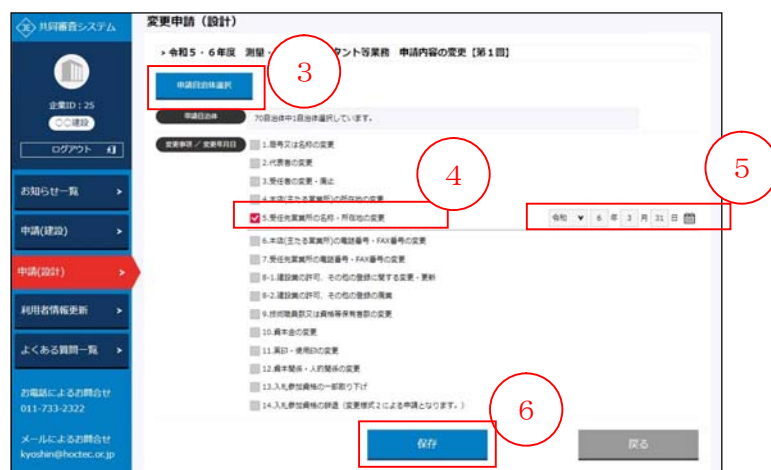 共同審査システム
変更申請（設計）
› 令和5・6年度 測量・
タント等業務 申請内容の変更【第１回】
3
申請自治体選択
企業ID：25
〇〇建設
ログアウト
申請自治体
70自治体中1自治体選択しています。
変更事項 / 変更年月日
1.商号又は名称の変更
2.代表者の変更
3.受任者の変更・廃止
4.本店(主たる営業所)の所在地の変更
4
5.受任先営業所の名称・所在地の変更
令和 6 年 3 月 31 日
5
6.本店(主たる営業所)の電話番号・FAX番号の変更
7.受任先営業所の電話番号・FAX番号の変更
8-1.建設業の許可、その他の登録に関する変更・更新
8-2.建設業の許可、その他の登録の廃業
9.技術職員数又は資格等保有者数の変更
10.資本金の変更
11.実印・使用印の変更
12.資本関係・人的関係の変更
13.入札参加資格の一部取り下げ
14.入札参加資格の辞退（変更様式２による申請となります。）
お知らせ一覧
申請(建設)
申請(設計)
利用者情報更新
よくある質問一覧
お電話によるお問合せ
011-733-2322
メールによるお問合せ
kyoshin@hoctec.or.jp
6
保存
戻る